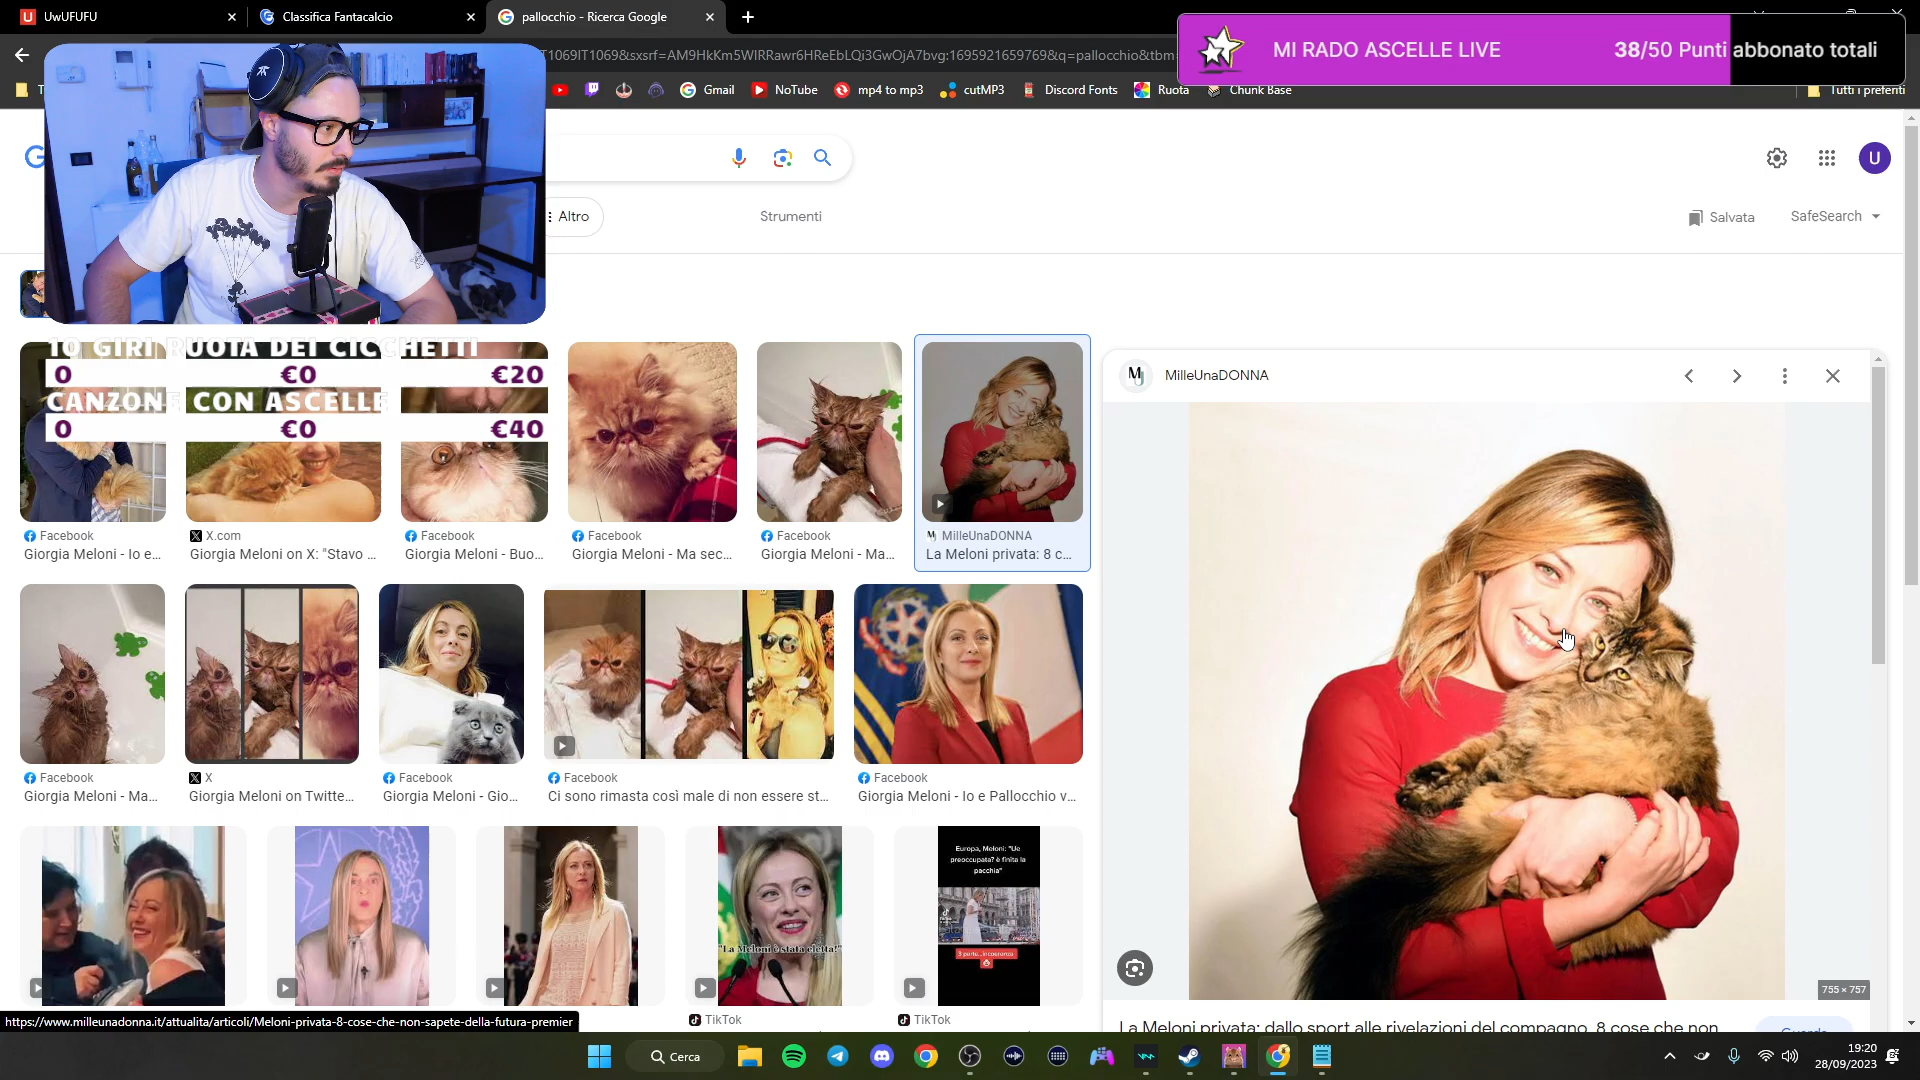 UwUFUFU
Classifica Fantacalcio
pallocchio - Ricerca Google
MI RADO ASCELLE LIVE
38/50 Punti abbonato totali
T1069IT1069&sxsrf=AM9HkKm5WIRRawr6HReEbLQi3GwOjA7bvg:1695921659769&q=pallocchio&tbm
Gmail
NoTube
mp4 to mp3
cutMP3
Discord Fonts
Ruota
Chunk Base
Tutti i preferiti
U
Altro
Strumenti
Salvata
SafeSearch
10 GIRI RUOTA DEI CICCHETTI
0 €0 €20
CANZONE CON ASCELLE
0 €0 €40
Facebook
Giorgia Meloni - Io e...
X.com
Giorgia Meloni on X: "Stavo ...
Facebook
Giorgia Meloni - Buo...
Facebook
Giorgia Meloni - Ma sec...
Facebook
Giorgia Meloni - Ma...
MilleUnaDONNA
La Meloni privata: 8 c...
MilleUnaDONNA
755 × 757
La Meloni privata: dallo sport alle rivelazioni del compagno, 8 cose che non
Facebook
Giorgia Meloni - Ma...
X
Giorgia Meloni on Twitte...
Facebook
Giorgia Meloni - Gio...
Facebook
Ci sono rimasta così male di non essere st...
Facebook
Giorgia Meloni - Io e Pallocchio v...
"La Meloni è stata eletta!"
Europa, Meloni: "Ue
preoccupata? è finita la
pacchia"
TikTok
TikTok
https://www.milleunadonna.it/attualita/articoli/Meloni-privata-8-cose-che-non-sapete-della-futura-premier
Cerca
19:20
28/09/2023